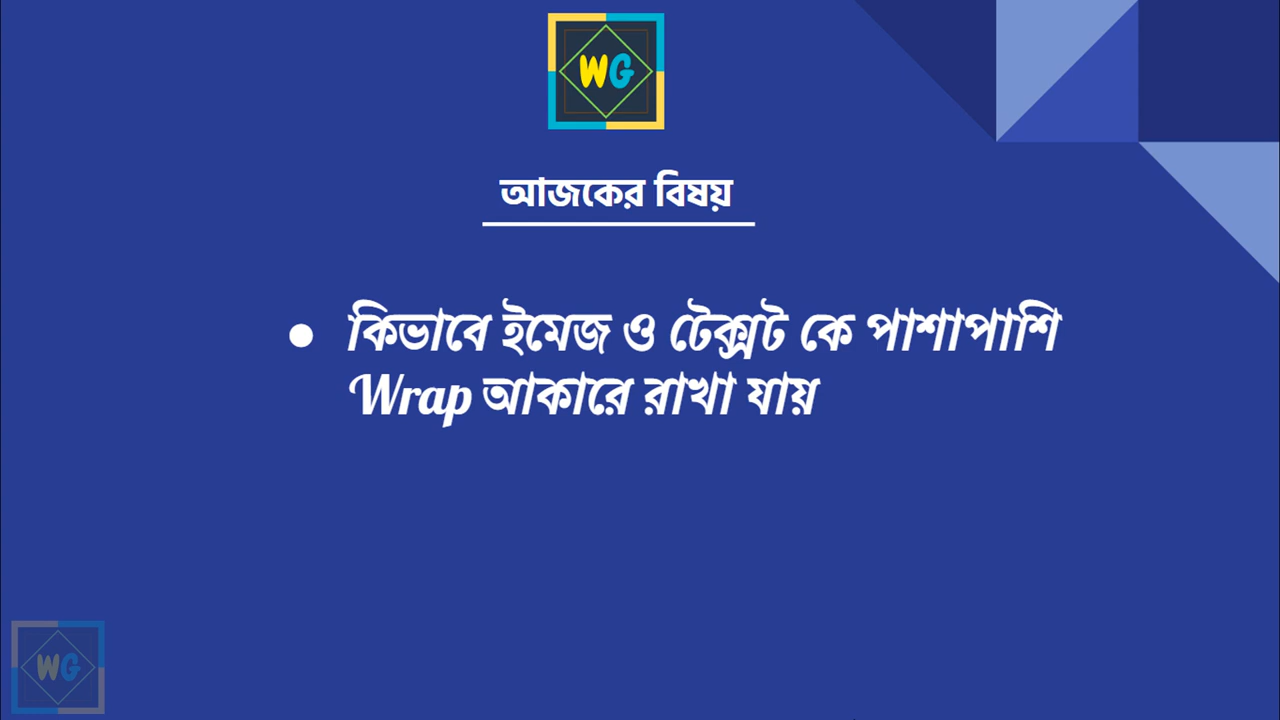 WG
আজকের বিষয়
● কিভাবে ইমেজ ও টেক্সট কে পাশাপাশি
Wrap আকারে রাখা যায়
WG